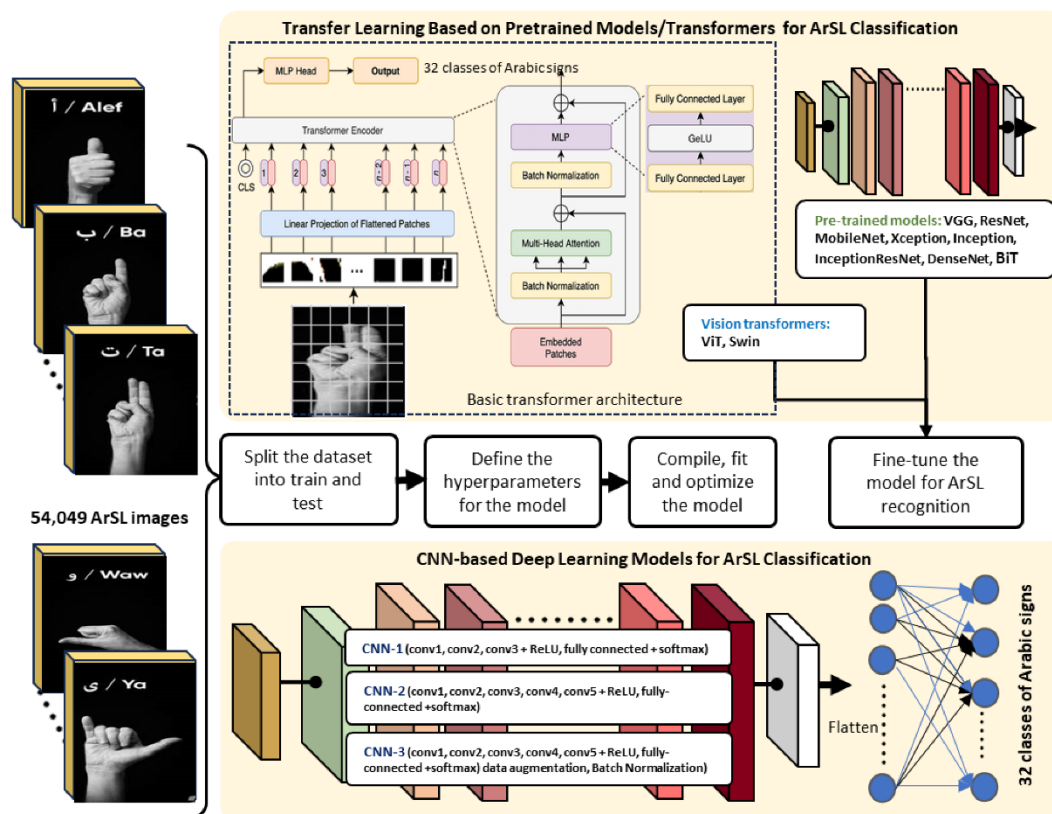 Transfer Learning Based on Pretrained Models/Transformers for ArSL Classification
أ / Alef
ب / Ba
ت / Ta
54,049 ArSL images
و / Waw
ى / Ya
MLP Head
Output
32 classes of Arabic signs
Transformer Encoder
CLS
1
2
3
Linear Projection of Flattened Patches
...
MLP
Batch Normalization
Multi-Head Attention
Batch Normalization
Embedded
Patches
Fully Connected Layer
GeLU
Fully Connected Layer
Basic transformer architecture
Pre-trained models: VGG, ResNet,
MobileNet, Xception, Inception,
InceptionResNet, DenseNet, BiT
Vision transformers:
ViT, Swin
Split the dataset
into train and
test
Define the
hyperparameters
for the model
Compile, fit
and optimize
the model
Fine-tune the
model for ArSL
recognition
CNN-based Deep Learning Models for ArSL Classification
CNN-1 (conv1, conv2, conv3 + ReLU, fully connected + softmax)
CNN-2 (conv1, conv2, conv3, conv4, conv5 + ReLU, fully-
connected +softmax)
CNN-3 (conv1, conv2, conv3, conv4, conv5 + ReLU, fully-
connected +softmax) data augmentation, Batch Normalization)
Flatten
32 classes of Arabic signs